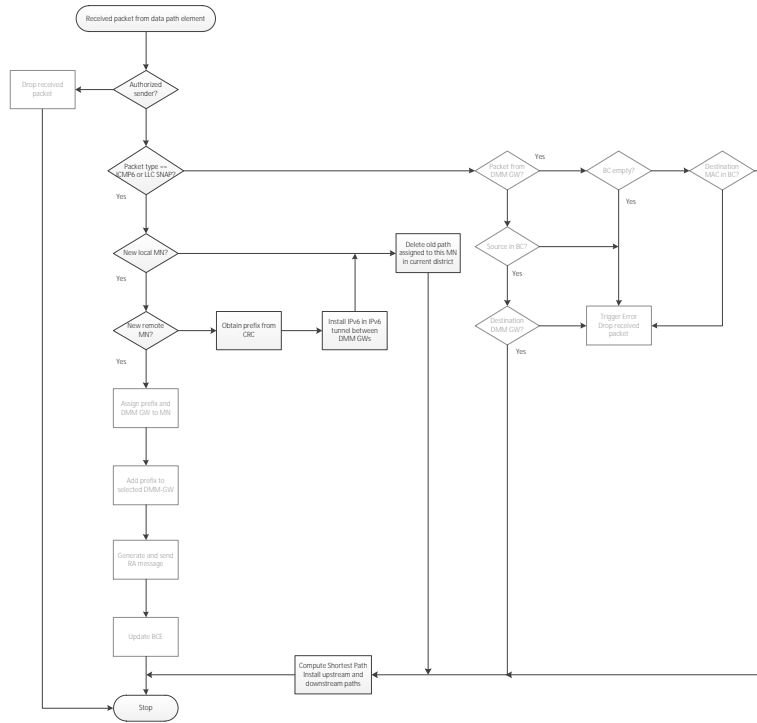 Received packet from data path element
Drop received
packet
Authorized
sender?
Packet type ==
ICMP6 or LLC SNAP?
Yes
Packet from
DMM GW?
Yes
BC empty?
Yes
Destination
MAC in BC?
New local MN?
Yes
Delete old path
assigned to this MN
in current district
Source in BC?
Yes
New remote
MN?
Yes
Obtain prefix from
CRC
Install IPv6 in IPv6
tunnel between
DMM GWs
Destination
DMM GW?
Yes
Trigger Error
Drop received
packet
Assign prefix and
DMM GW to MN
Add prefix to
selected DMM-GW
Generate and send
RA message
Update BCE
Compute Shortest Path
Install upstream and
downstream paths
Stop